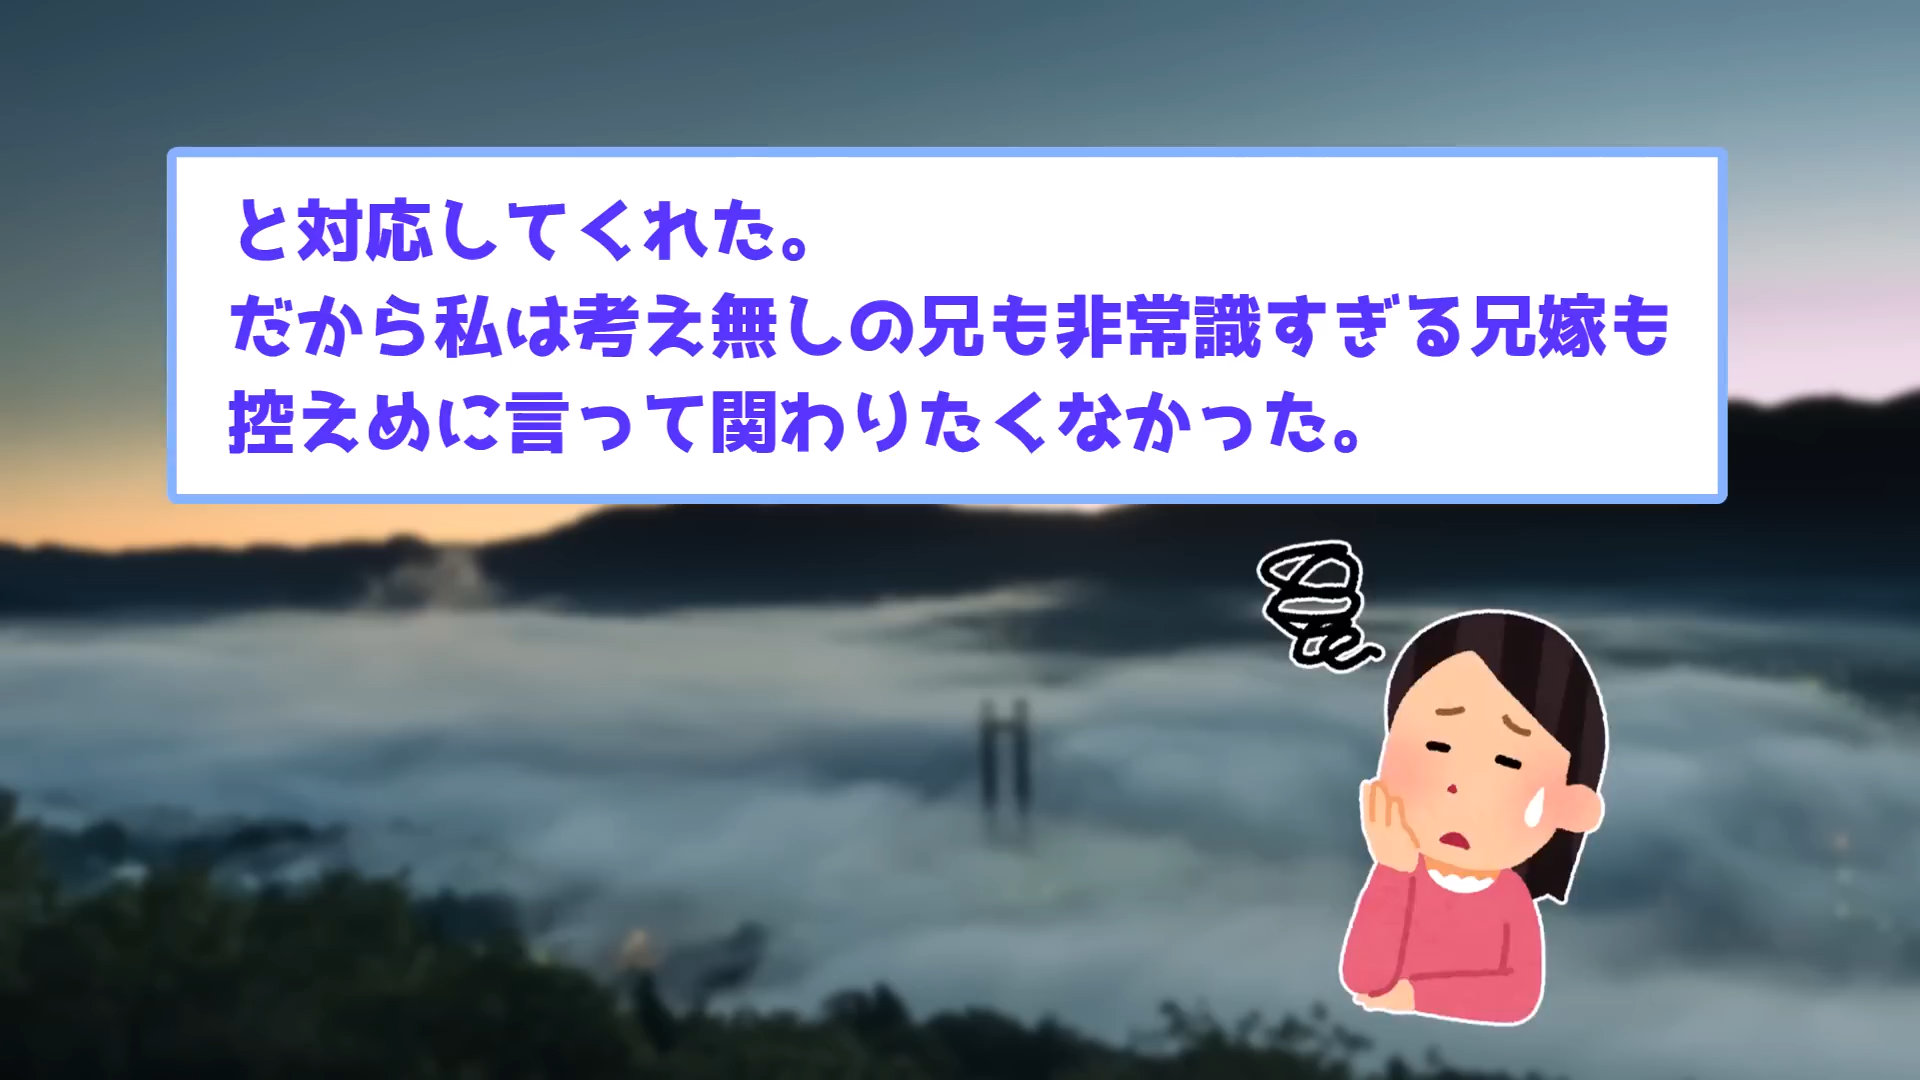 と対応してくれた。
だから私は考え無しの兄も非常識すぎる兄嫁も
控えめに言って関わりたくなかった。